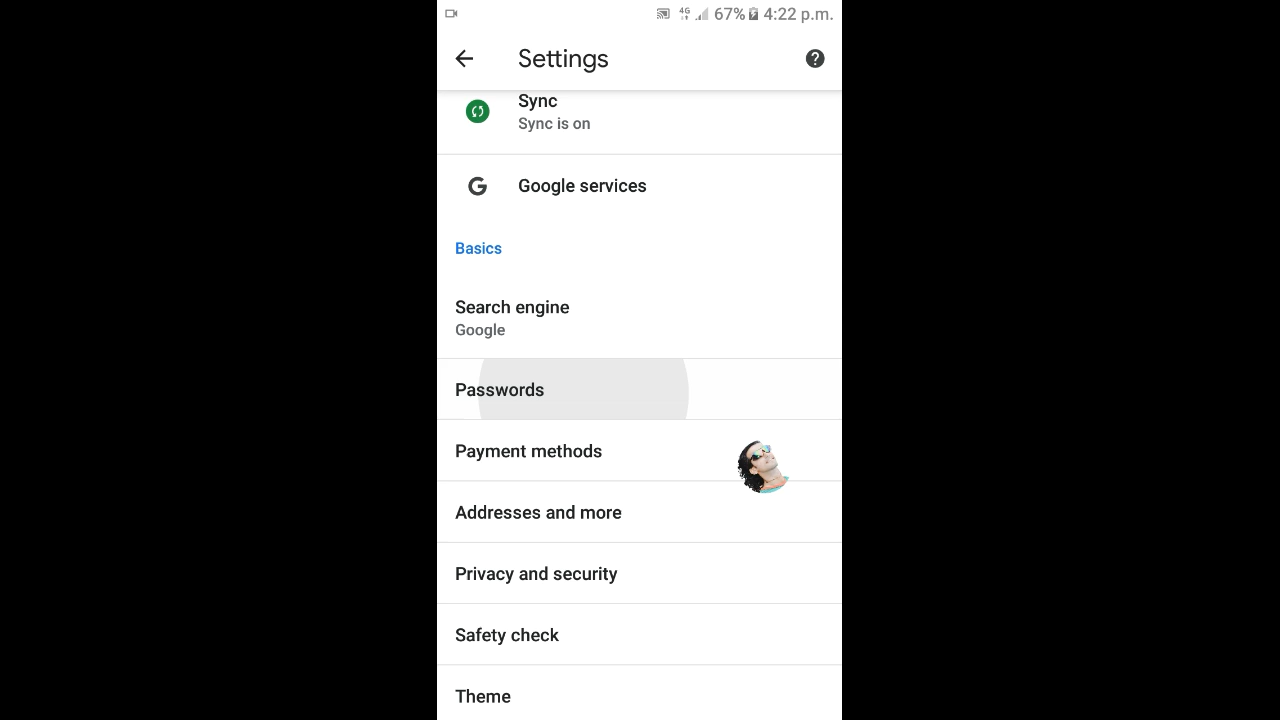 4G 67% 4:22 p.m.
Settings
Sync
Sync is on
Google services
Basics
Search engine
Google
Passwords
Payment methods
Addresses and more
Privacy and security
Safety check
Theme